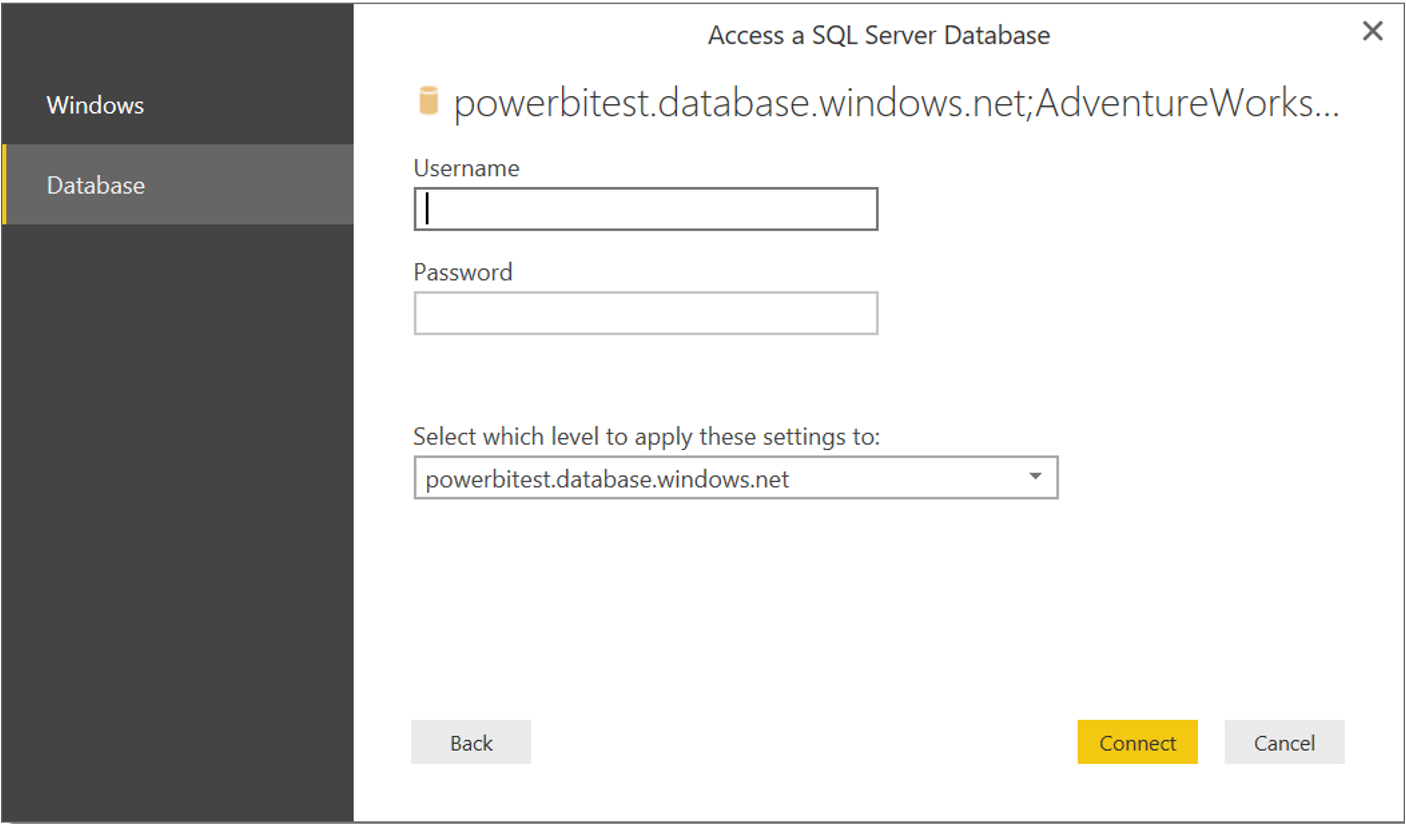 Access a SQL Server Database
Windows
Database
powerbitest.database.windows.net;AdventureWorks...
Username
Password
Select which level to apply these settings to:
powerbitest.database.windows.net
Back
Connect
Cancel